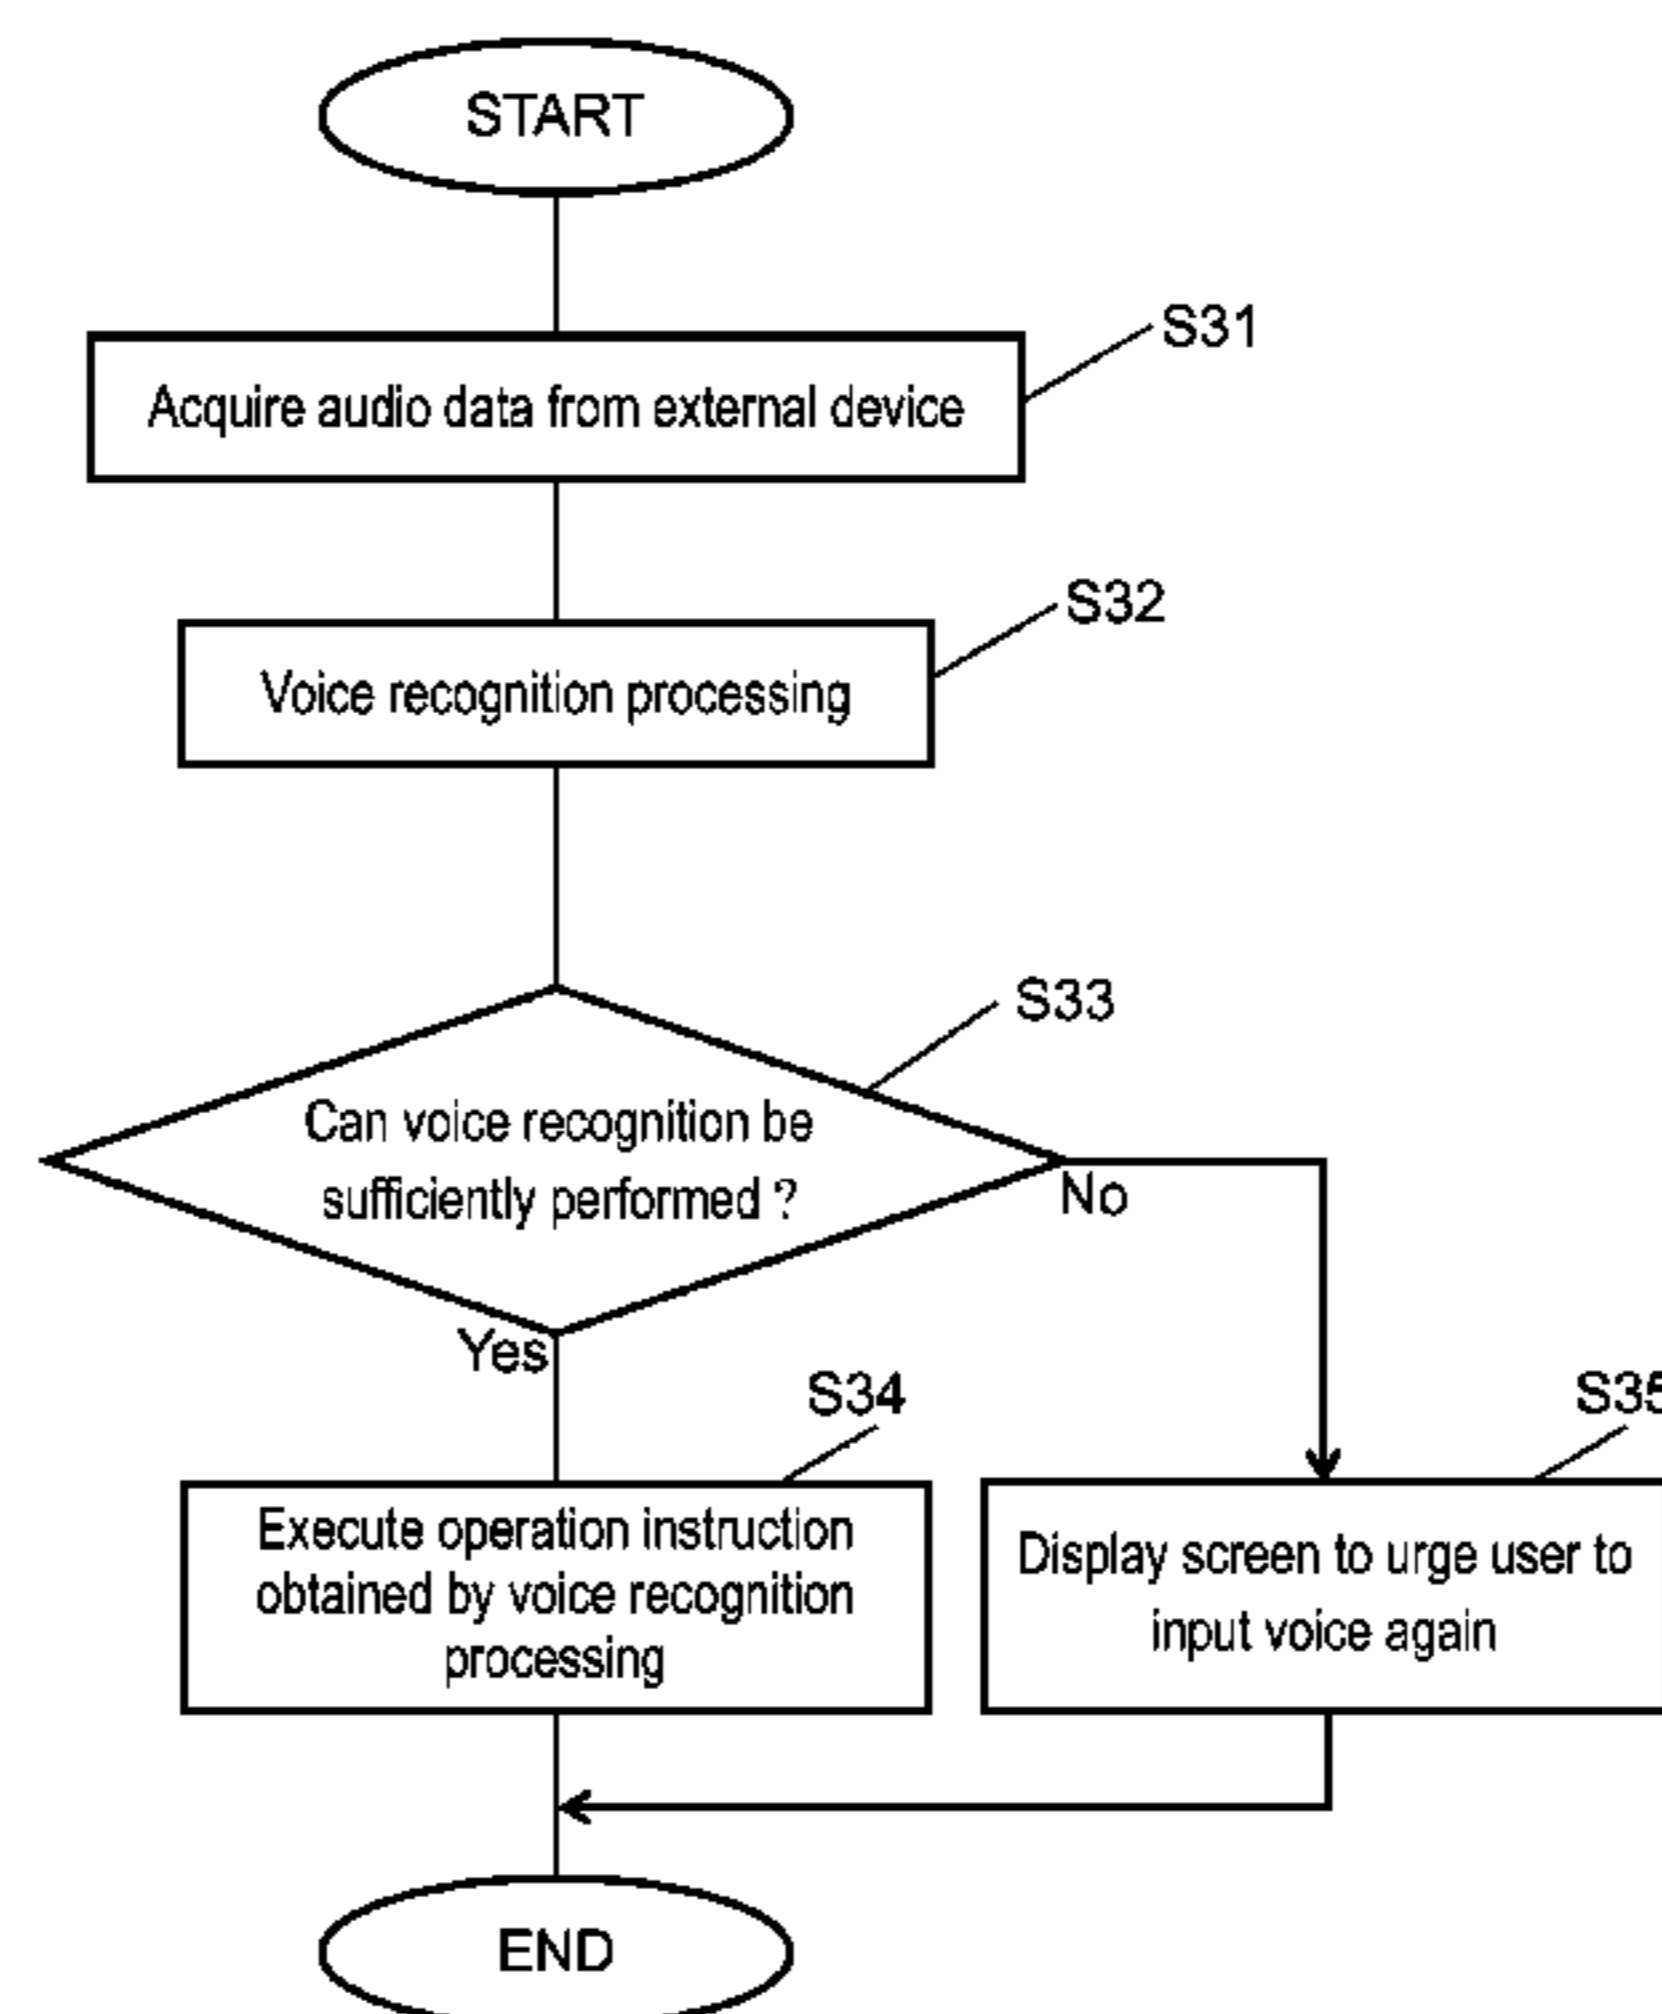 START
S31
Acquire audio data from external device
S32
Voice recognition processing
S33
Can voice recognition be
sufficiently performed ?
No
Yes
S34
Execute operation instruction
obtained by voice recognition
processing
S35
Display screen to urge user to
input voice again
END